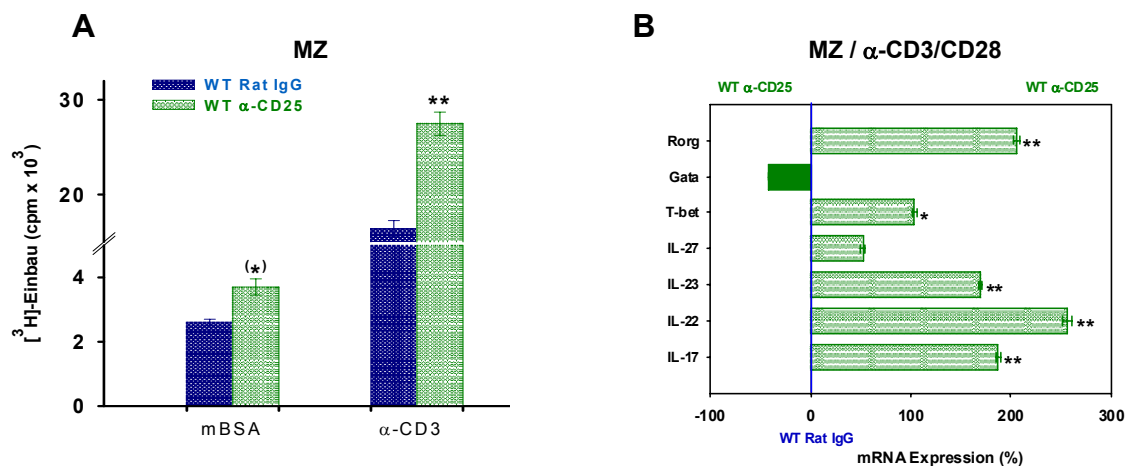 A
MZ
WT Rat IgG
WT α-CD25
[³H]-Einbau (cpm x 10³)
30
20
4
2
0
(*)
**
mBSA
α-CD3
B
MZ / α-CD3/CD28
WT α-CD25
WT α-CD25
Rorg
**
Gata
T-bet
*
IL-27
IL-23
**
IL-22
**
IL-17
**
-100 0 100 200 300
WT Rat IgG
mRNA Expression (%)